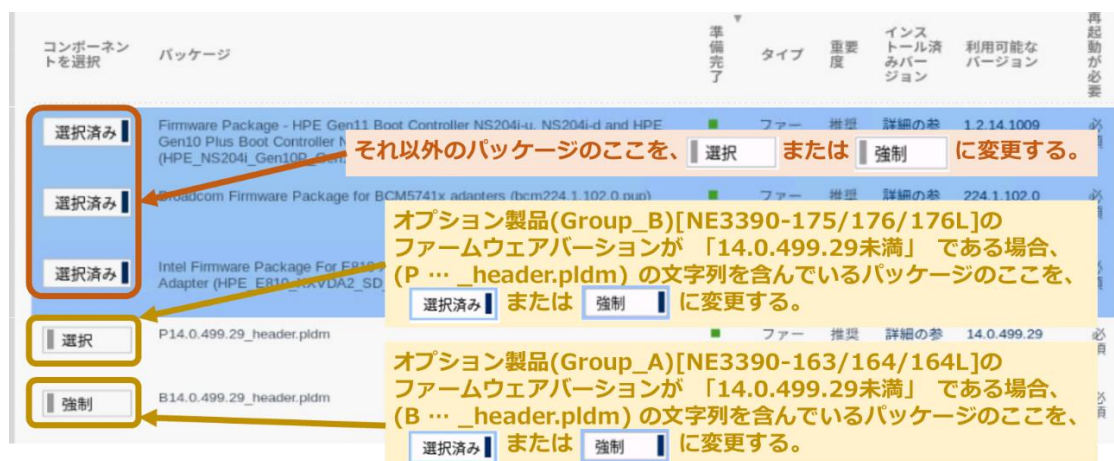 コンポーネン
トを選択
パッケージ
準備完了
タイプ
重要
度
インス
トール済
みバー
ジョン
利用可能な
バージョン
再起動が必要
選択済み
Firmware Package - HPE Gen11 Boot Controller NS204i-u, NS204i-d and HPE
Gen10 Plus Boot Controller
(HPE_NS204i_Gen10P_
ファー
推奨
詳細の参
1.2.14.1009
必
それ以外のパッケージのここを、 選択 または 強制 に変更する。
選択済み
Broadcom Firmware Package for BCM5741x adapters (bcm224.1.102.0.pup)
ファー
推奨
詳細の参
224.1.102.0
必
オプション製品(Group_B)[NE3390-175/176/176L]の
ファームウェアバージョンが 「14.0.499.29未満」 である場合、
(P … _header.pldm) の文字列を含んでいるパッケージのここを、
選択済み または 強制 に変更する。
選択済み
Intel Firmware Package For E810
Adapter (HPE_E810_XXVDA2_SD_
選択
P14.0.499.29_header.pldm
ファー
推奨
詳細の参
14.0.499.29
必
オプション製品(Group_A)[NE3390-163/164/164L]の
ファームウェアバージョンが 「14.0.499.29未満」 である場合、
(B … _header.pldm) の文字列を含んでいるパッケージのここを、
選択済み または 強制 に変更する。
強制
B14.0.499.29_header.pldm